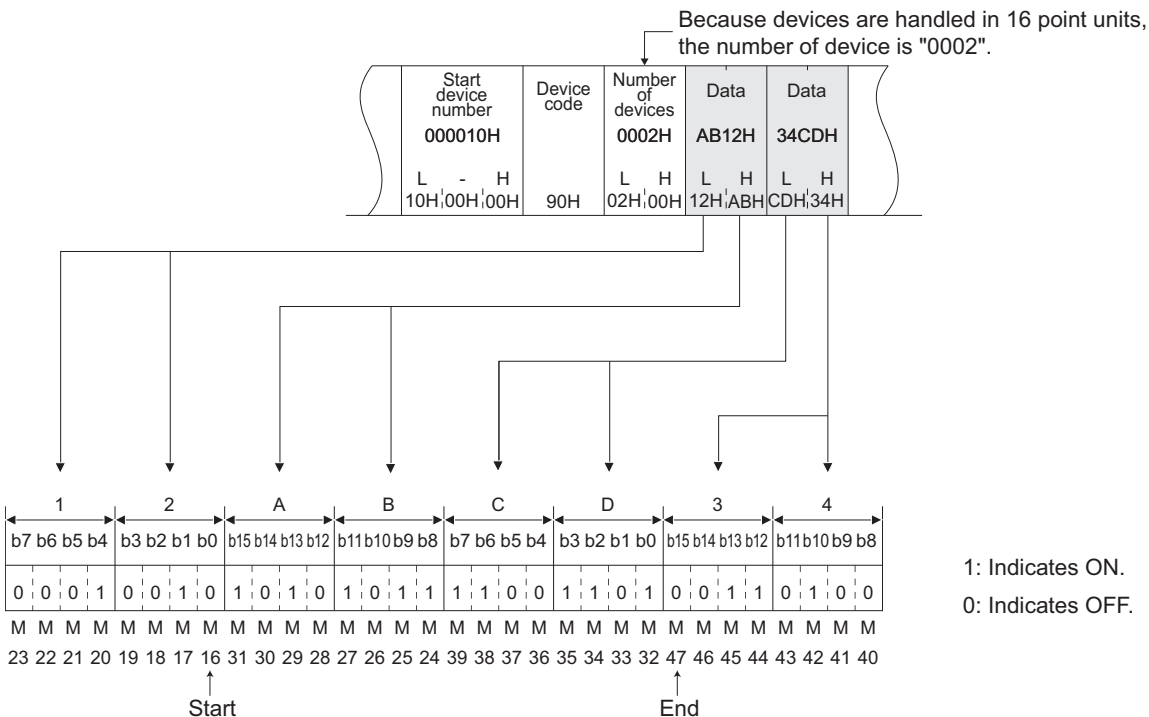 Because devices are handled in 16 point units,
the number of device is "0002".
Start device number
Device code
Number of devices
Data
Data
000010H
0002H
AB12H
34CDH
L - H
L H
L H
L H
10H 00H 00H
90H
02H 00H
12H ABH
CDH 34H
1 2 A B C D 3 4
b7 b6 b5 b4 b3 b2 b1 b0 b15 b14 b13 b12 b11 b10 b9 b8 b7 b6 b5 b4 b3 b2 b1 b0 b15 b14 b13 b12 b11 b10 b9 b8
0 0 0 1 0 0 1 0 1 0 1 0 1 0 1 1 1 1 0 0 1 1 0 1 0 0 1 1 0 1 0 0
M M M M M M M M M M M M M M M M M M M M M M M M M M M M M M M M
23 22 21 20 19 18 17 16 31 30 29 28 27 26 25 24 39 38 37 36 35 34 33 32 47 46 45 44 43 42 41 40
Start
End
1: Indicates ON.
0: Indicates OFF.